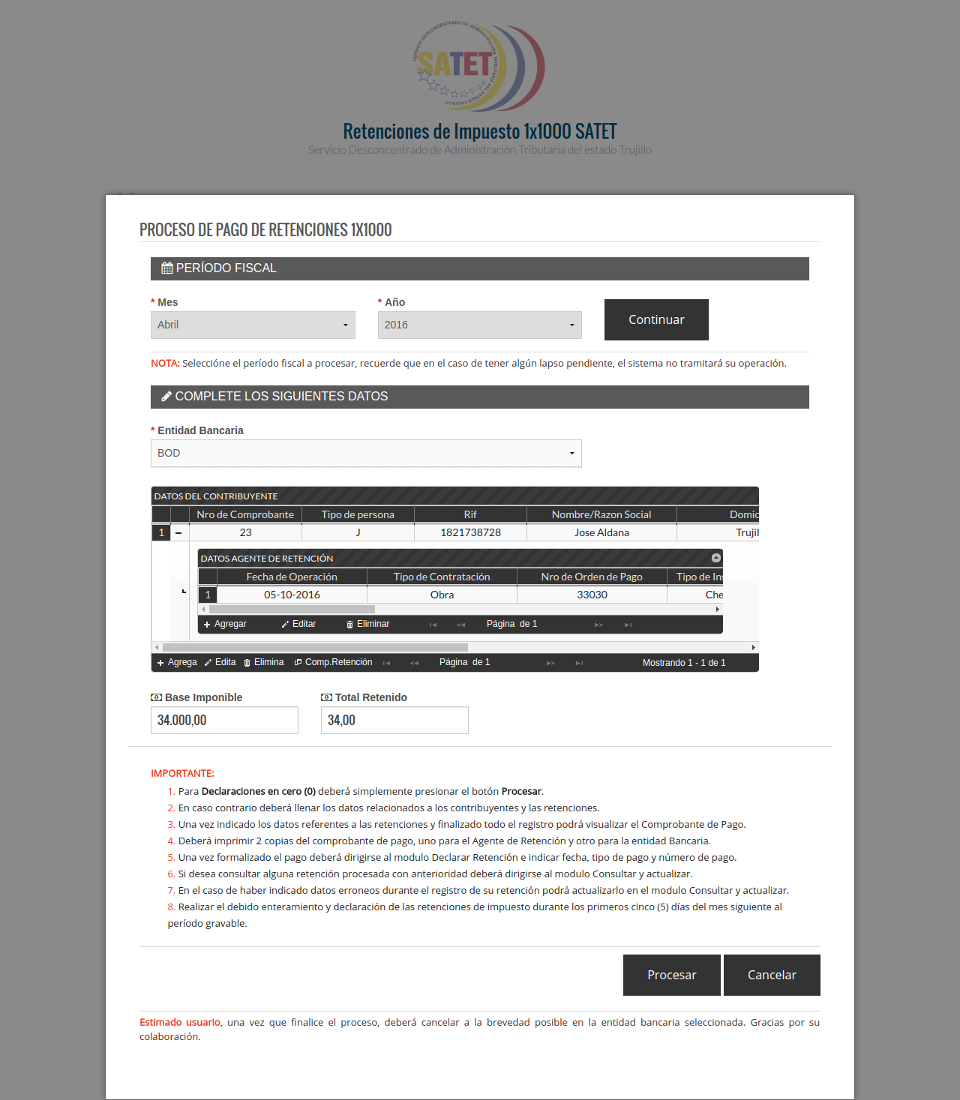 SATET
Retenciones de Impuesto 1x1000 SATET
Servicio Desconcentrado de Administración Tributaria del estado Trujillo
PROCESO DE PAGO DE RETENCIONES 1X1000
PERÍODO FISCAL
* Mes * Año
Abril 2016 Continuar
NOTA: Seleccióne el período fiscal a procesar, recuerde que en el caso de tener algún lapso pendiente, el sistema no tramitará su operación.
COMPLETE LOS SIGUIENTES DATOS
* Entidad Bancaria
BOD
DATOS DEL CONTRIBUYENTE
Nro de Comprobante Tipo de persona Rif Nombre/Razon Social Domic
1 23 J 1821738728 Jose Aldana Trujil
DATOS AGENTE DE RETENCIÓN
Fecha de Operación Tipo de Contratación Nro de Orden de Pago Tipo de Ins
1 05-10-2016 Obra 33030 Che
Agregar Editar Eliminar Página de 1
Agrega Edita Elimina Comp.Retención Página de 1 Mostrando 1 - 1 de 1
Base Imponible Total Retenido
34.000,00 34,00
IMPORTANTE:
1. Para Declaraciones en cero (0) deberá simplemente presionar el botón Procesar.
2. En caso contrario deberá llenar los datos relacionados a los contribuyentes y las retenciones.
3. Una vez indicado los datos referentes a las retenciones y finalizado todo el registro podrá visualizar el Comprobante de Pago.
4. Deberá imprimir 2 copias del comprobante de pago, uno para el Agente de Retención y otro para la entidad Bancaria.
5. Una vez formalizado el pago deberá dirigirse al modulo Declarar Retención e indicar fecha, tipo de pago y número de pago.
6. Si desea consultar alguna retención procesada con anterioridad deberá dirigirse al modulo Consultar y actualizar.
7. En el caso de haber indicado datos erroneos durante el registro de su retención podrá actualizarlo en el modulo Consultar y actualizar.
8. Realizar el debido enteramiento y declaración de las retenciones de impuesto durante los primeros cinco (5) días del mes siguiente al
período gravable.
Procesar Cancelar
Estimado usuario, una vez que finalice el proceso, deberá cancelar a la brevedad posible en la entidad bancaria seleccionada. Gracias por su
colaboración.